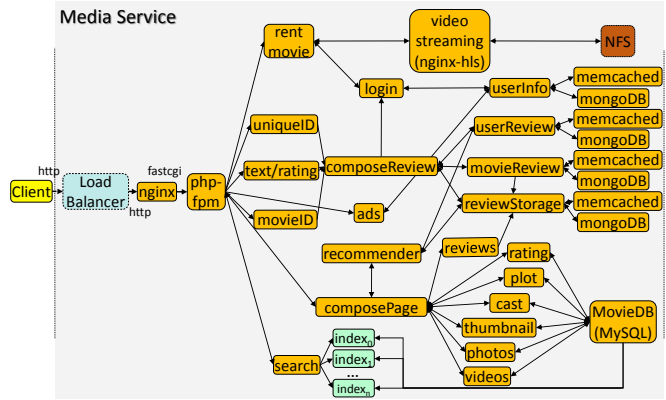 Media Service
rent
movie
video
streaming
(nginx-hls)
NFS
login
userInfo
memcached
mongoDB
uniqueID
userReview
memcached
mongoDB
http
fastcgi
text/rating
composeReview
movieReview
memcached
mongoDB
Client
Load
Balancer
nginx
php-
fpm
http
movieID
ads
reviewStorage
memcached
mongoDB
recommender
reviews
rating
plot
composePage
cast
MovieDB
(MySQL)
thumbnail
index0
photos
search
index1
videos
...
indexn